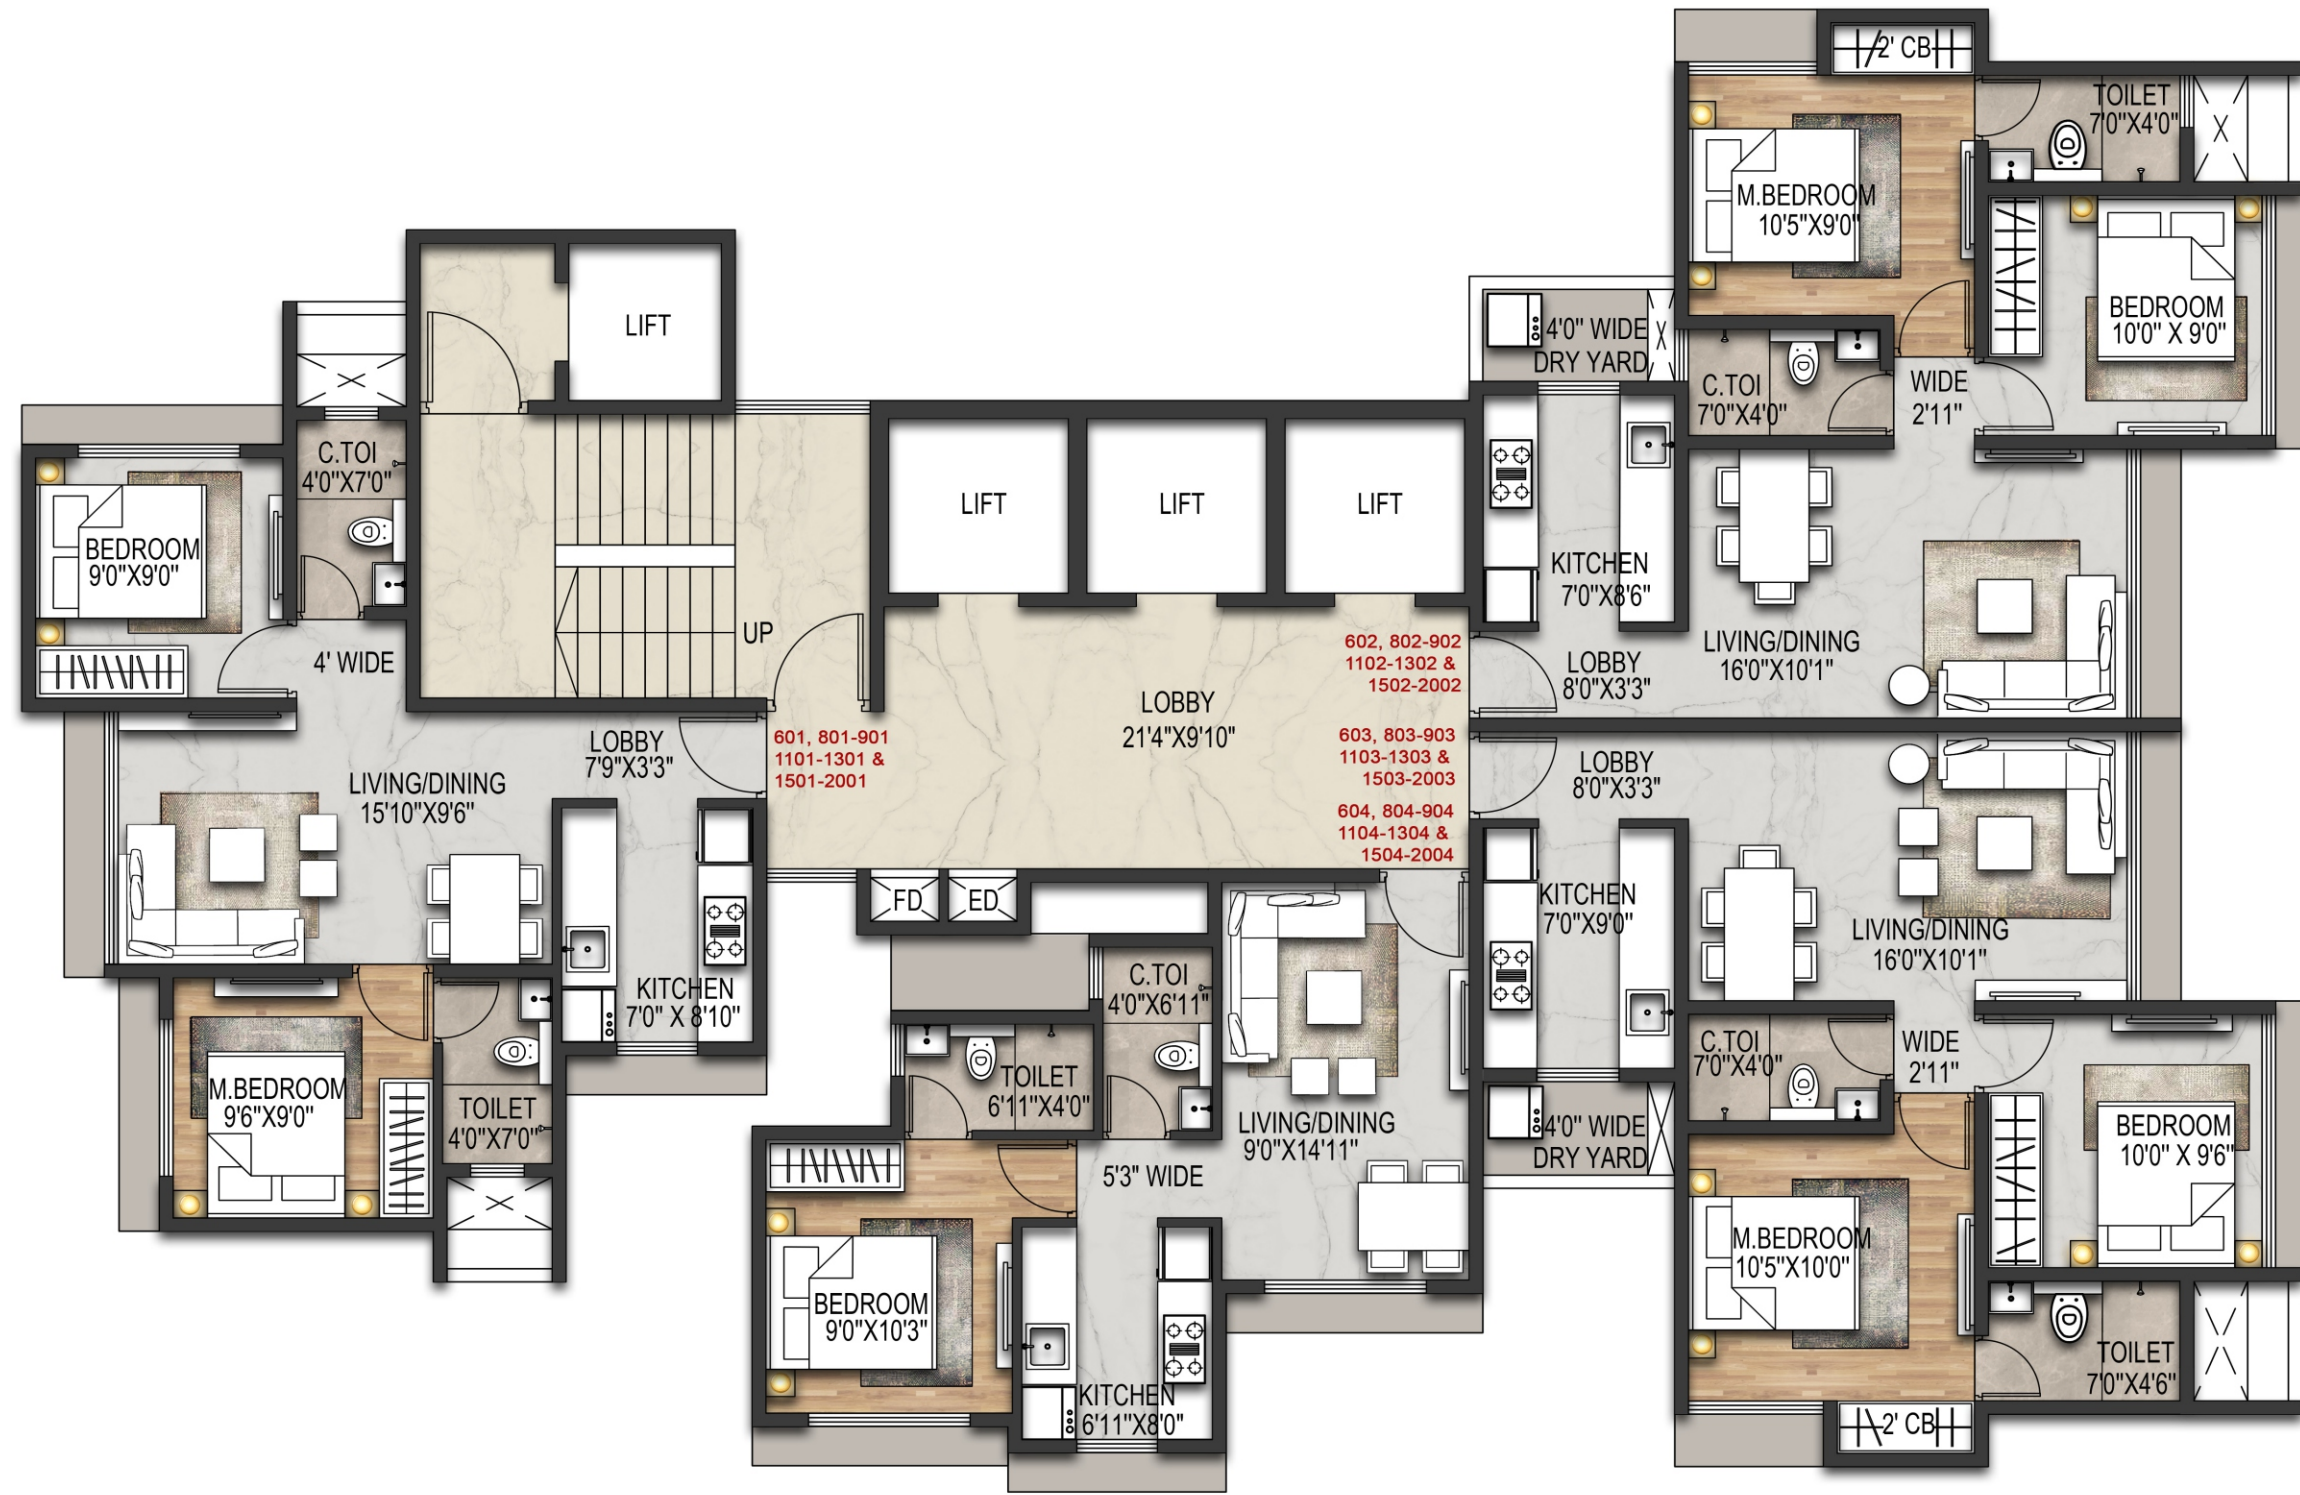 2' CB
TOILET
7'0"X4'0"
M.BEDROOM
10'5"X9'0"
BEDROOM
10'0" X 9'0"
4'0" WIDE
DRY YARD
C.TOI
7'0"X4'0"
WIDE
2'11"
LIFT
C.TOI
4'0"X7'0"
BEDROOM
9'0"X9'0"
4' WIDE
UP
LIFT
LIFT
LIFT
KITCHEN
7'0"X8'6"
LIVING/DINING
16'0"X10'1"
LOBBY
8'0"X3'3"
602, 802-902
1102-1302 &
1502-2002
LOBBY
21'4"X9'10"
601, 801-901
1101-1301 &
1501-2001
603, 803-903
1103-1303 &
1503-2003
604, 804-904
1104-1304 &
1504-2004
LOBBY
7'9"X3'3"
LIVING/DINING
15'10"X9'6"
LOBBY
8'0"X3'3"
KITCHEN
7'0"X9'0"
LIVING/DINING
16'0"X10'1"
FD
ED
KITCHEN
7'0" X 8'10"
M.BEDROOM
9'6"X9'0"
TOILET
4'0"X7'0"
C.TOI
4'0"X6'11"
TOILET
6'11"X4'0"
LIVING/DINING
9'0"X14'11"
5'3" WIDE
BEDROOM
9'0"X10'3"
KITCHEN
6'11"X8'0"
C.TOI
7'0"X4'0"
WIDE
2'11"
4'0" WIDE
DRY YARD
BEDROOM
10'0" X 9'6"
M.BEDROOM
10'5"X10'0"
TOILET
7'0"X4'6"
2' CB